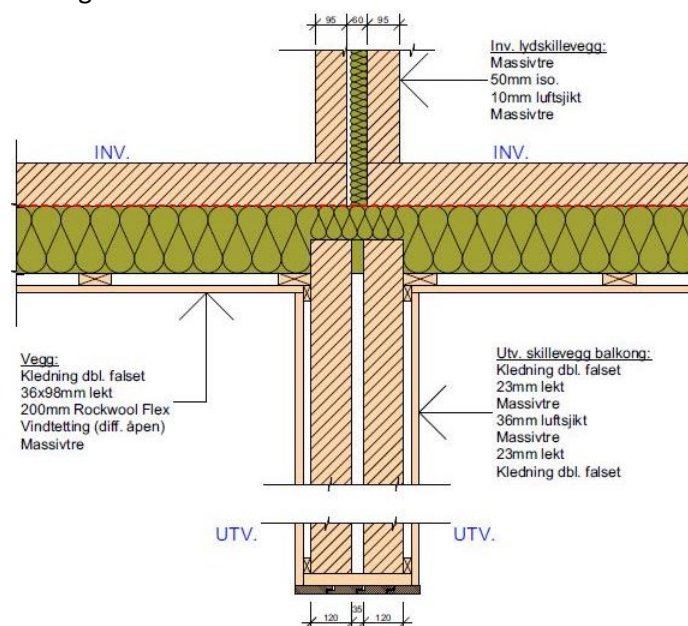 95 60 95
Inv. lydskillevegg:
Massivtre
50mm iso.
10mm luftsjikt
Massivtre
INV.
INV.
Vegg:
Kledning dbl. falset
36x98mm lekt
200mm Rockwool Flex
Vindtetting (diff. åpen)
Massivtre
Utv. skillevegg balkong:
Kledning dbl. falset
23mm lekt
Massivtre
36mm luftsjikt
Massivtre
23mm lekt
Kledning dbl. falset
UTV.
UTV.
120 35 120